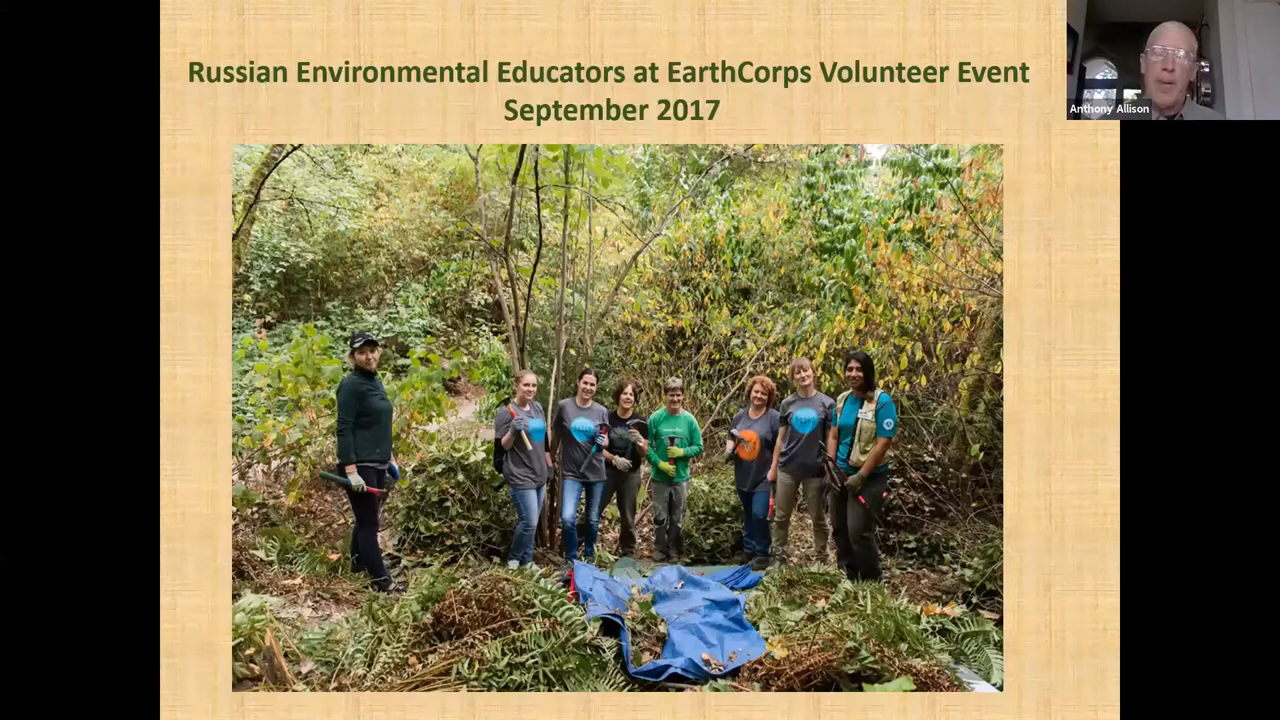 Russian Environmental Educators at EarthCorps Volunteer Event
September 2017
Anthony Allison